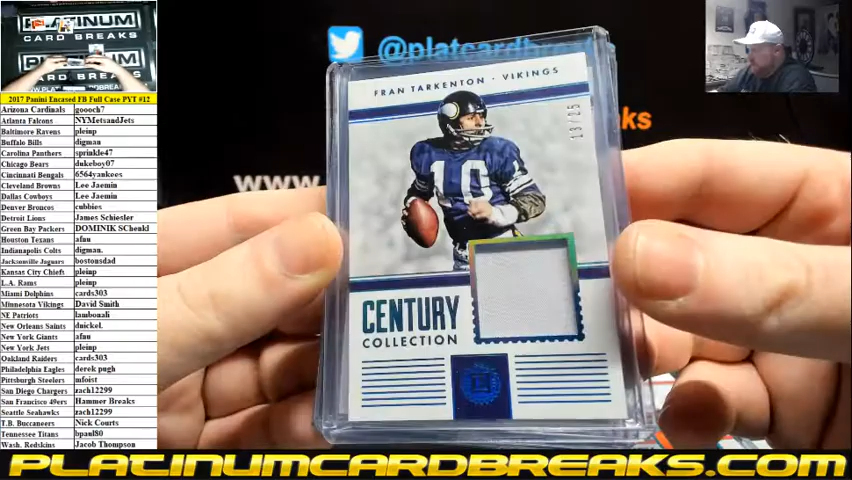 PLATINUM
CARD BREAKS
2017 Panini Encased FB Full Case PYT #12
Arizona Cardinals goooch7
Atlanta Falcons NYMetsandJets
Baltimore Ravens pleinp
Buffalo Bills digman
Carolina Panthers sprinkle47
Chicago Bears dukeboy07
Cincinnati Bengals 6564yankees
Cleveland Browns Lee Jaemin
Dallas Cowboys Lee Jaemin
Denver Broncos cubbies
Detroit Lions James Schiesler
Green Bay Packers DOMINIK SChenkl
Houston Texans afnu
Indianapolis Colts digman.
Jacksonville Jaguars bostonsdad
Kansas City Chiefs pleinp
L.A. Rams pleinp
Miami Dolphins cards303
Minnesota Vikings David Smith
NE Patriots lambonali
New Orleans Saints dnickel.
New York Giants afnu
New York Jets pleinp
Oakland Raiders cards303
Philadelphia Eagles derek pugh
Pittsburgh Steelers mfoist
San Diego Chargers zach12299
San Francisco 49ers Hammer Breaks
Seattle Seahawks zach12299
T.B. Buccaneers Nick Courts
Tennessee Titans bpaul80
Wash. Redskins Jacob Thompson
@platcardbreaks
www.
FRAN TARKENTON · VIKINGS
13/25
10
CENTURY
COLLECTION
PLATINUMCARDBREAKS.COM